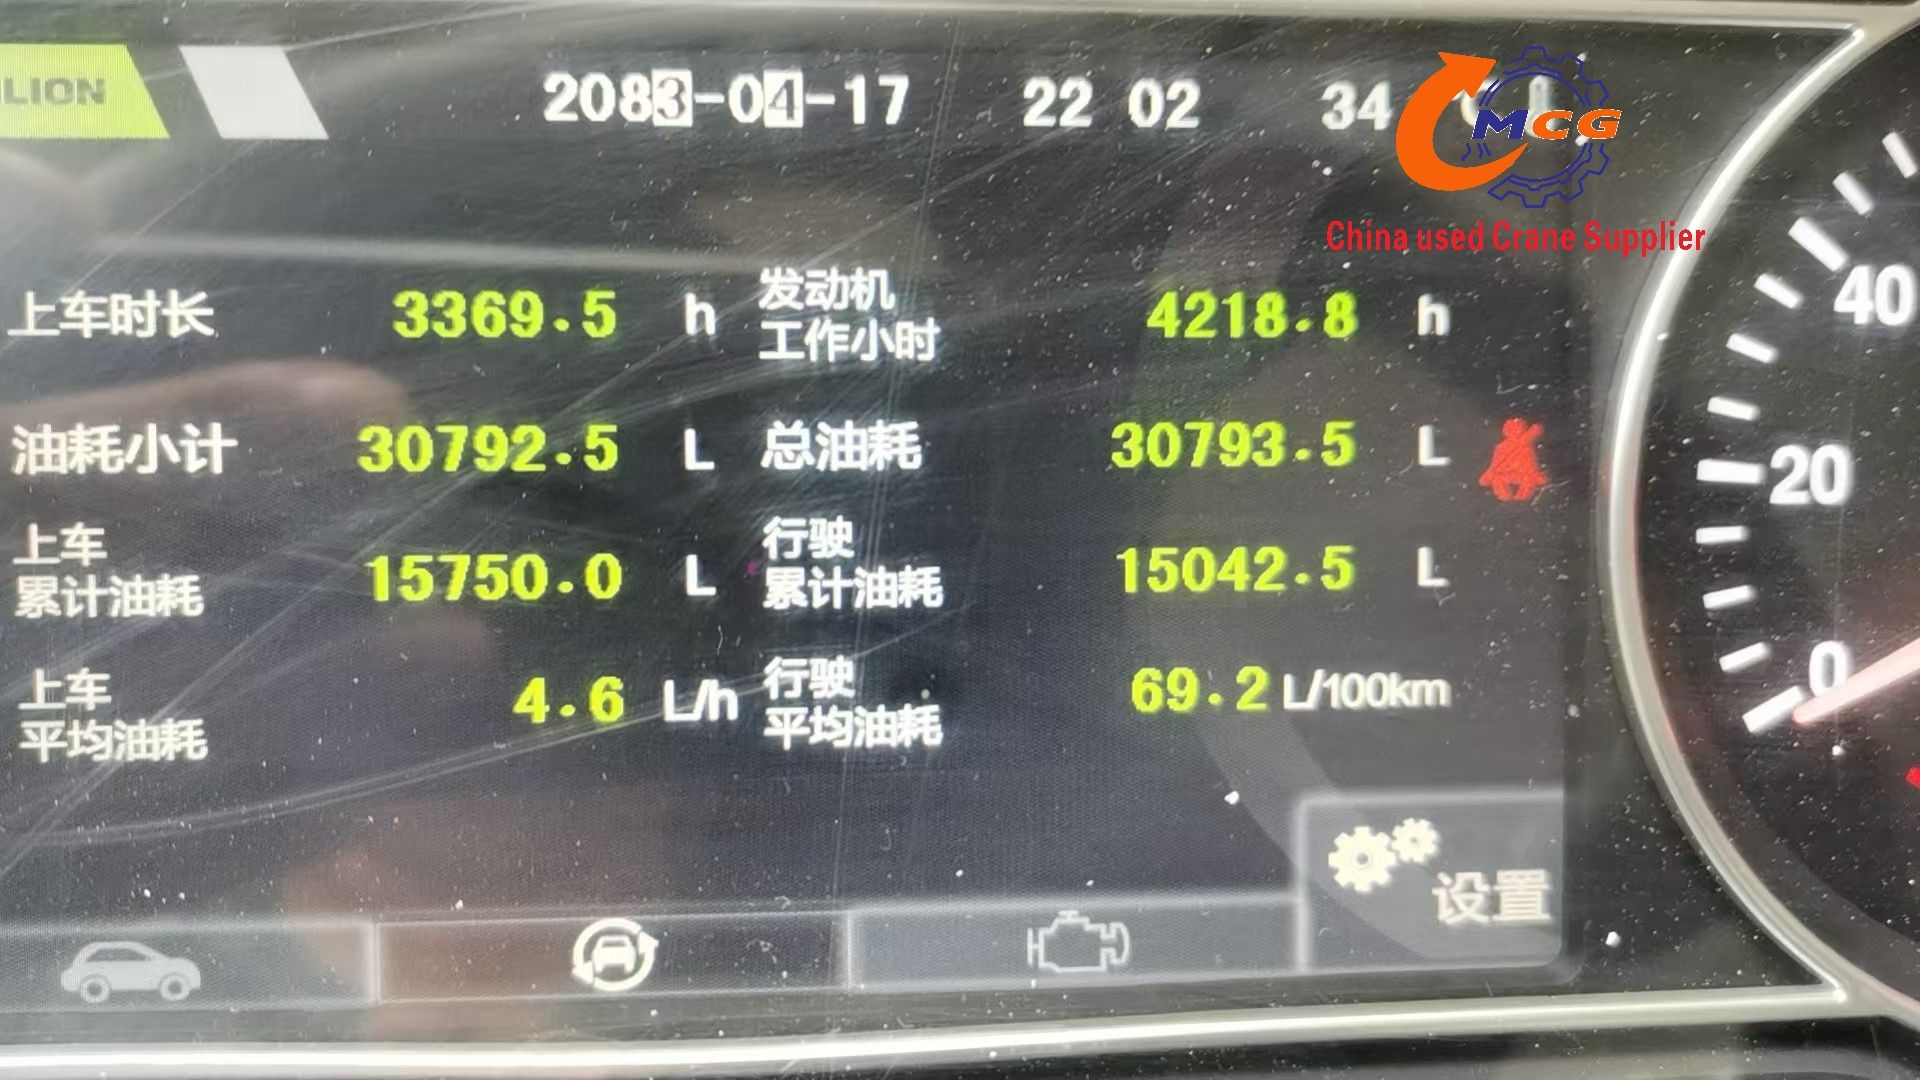 LION
2083-04-17 22 02 34
MCG
China used Crane Supplier
上车时长 3369.5 h
发动机
工作小时 4218.8 h
油耗小计 30792.5 L
总油耗 30793.5 L
上车
累计油耗 15750.0 L
行驶
累计油耗 15042.5 L
上车
平均油耗 4.6 L/h
行驶
平均油耗 69.2 L/100km
40
20
0
设置